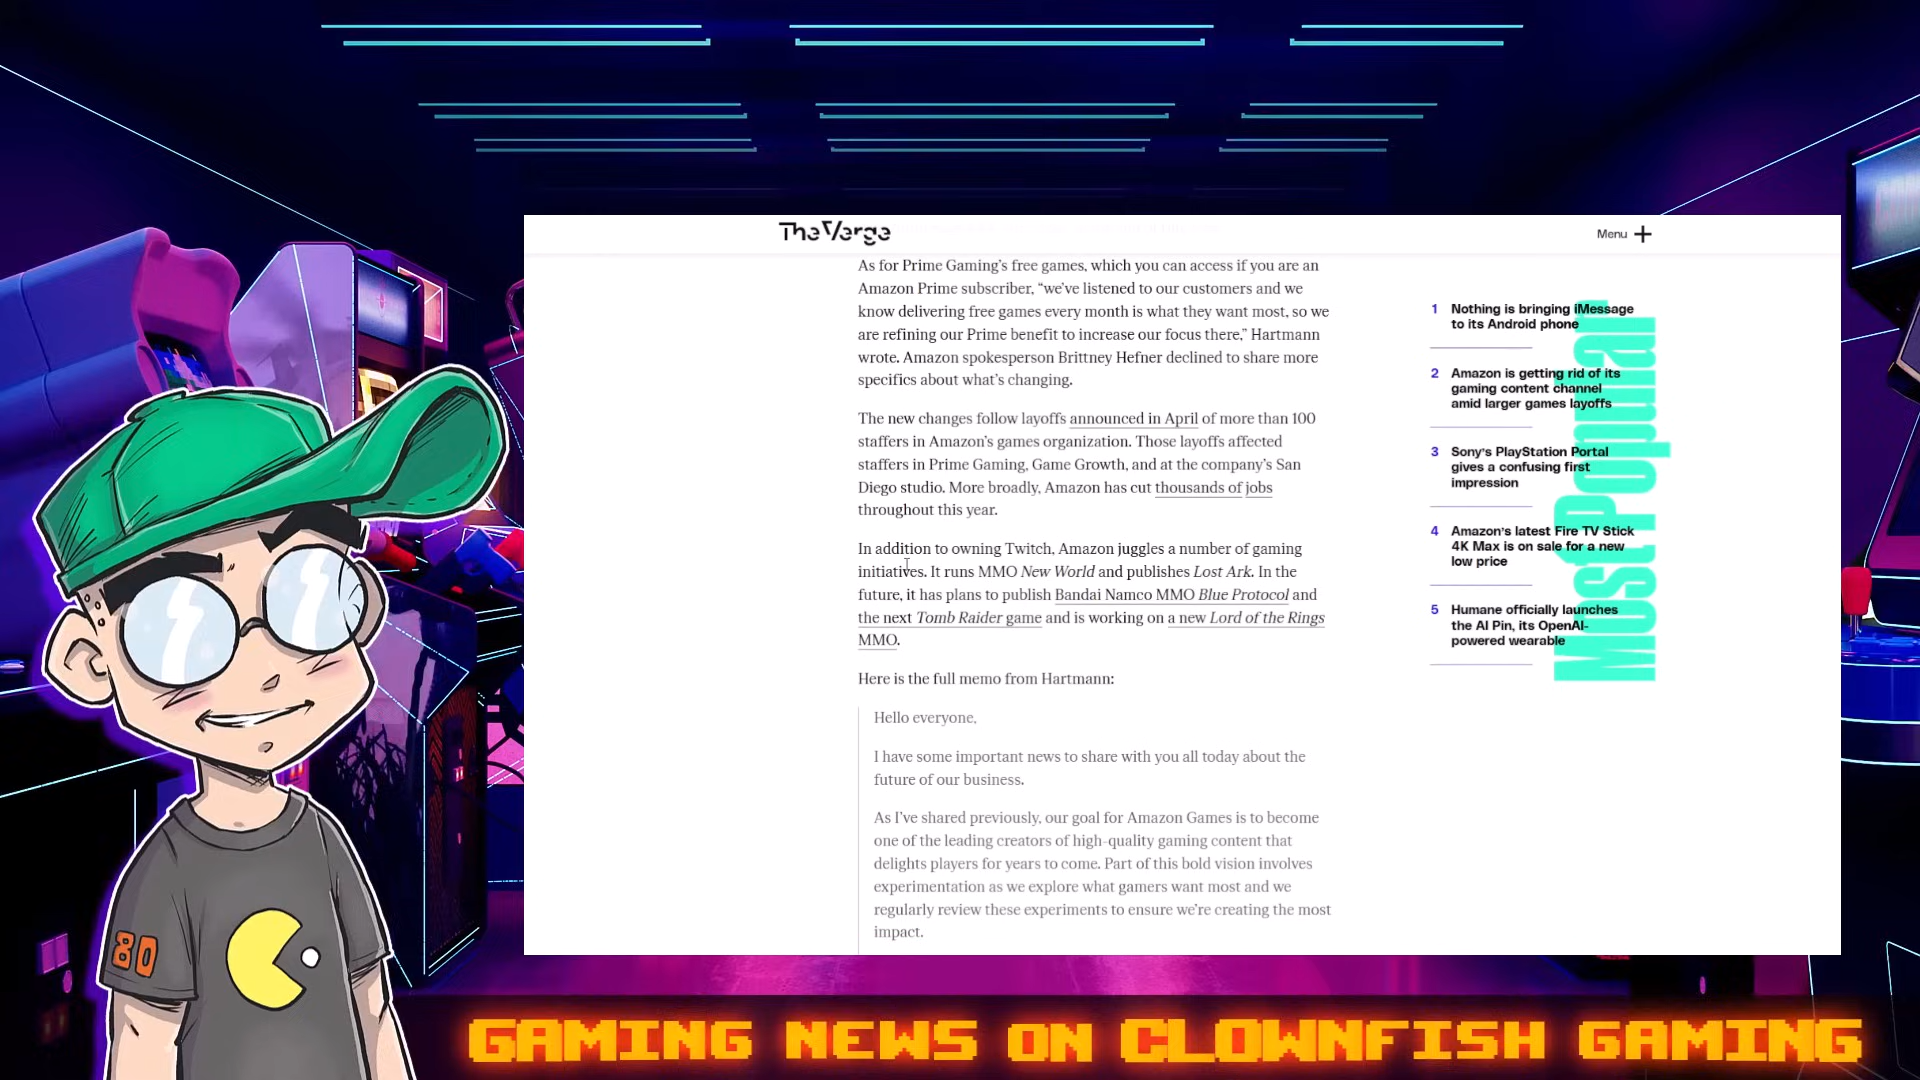 The Verge
Menu
As for Prime Gaming's free games, which you can access if you are an
Amazon Prime subscriber, “we've listened to our customers and we
know delivering free games every month is what they want most, so we
are refining our Prime benefit to increase our focus there,” Hartmann
wrote. Amazon spokesperson Brittney Hefner declined to share more
specifics about what's changing.
The new changes follow layoffs announced in April of more than 100
staffers in Amazon's games organization. Those layoffs affected
staffers in Prime Gaming, Game Growth, and at the company's San
Diego studio. More broadly, Amazon has cut thousands of jobs
throughout this year.
In addition to owning Twitch, Amazon juggles a number of gaming
initiatives. It runs MMO New World and publishes Lost Ark. In the
future, it has plans to publish Bandai Namco MMO Blue Protocol and
the next Tomb Raider game and is working on a new Lord of the Rings
MMO.
Here is the full memo from Hartmann:
Hello everyone,
I have some important news to share with you all today about the
future of our business.
As I've shared previously, our goal for Amazon Games is to become
one of the leading creators of high-quality gaming content that
delights players for years to come. Part of this bold vision involves
experimentation as we explore what gamers want most and we
regularly review these experiments to ensure we're creating the most
impact.
Most Popular
1 Nothing is bringing iMessage
to its Android phone
2 Amazon is getting rid of its
gaming content channel
amid larger games layoffs
3 Sony's PlayStation Portal
gives a confusing first
impression
4 Amazon's latest Fire TV Stick
4K Max is on sale for a new
low price
5 Humane officially launches
the AI Pin, its OpenAI-
powered wearable
80
GAMING NEWS ON CLOWNFISH GAMING